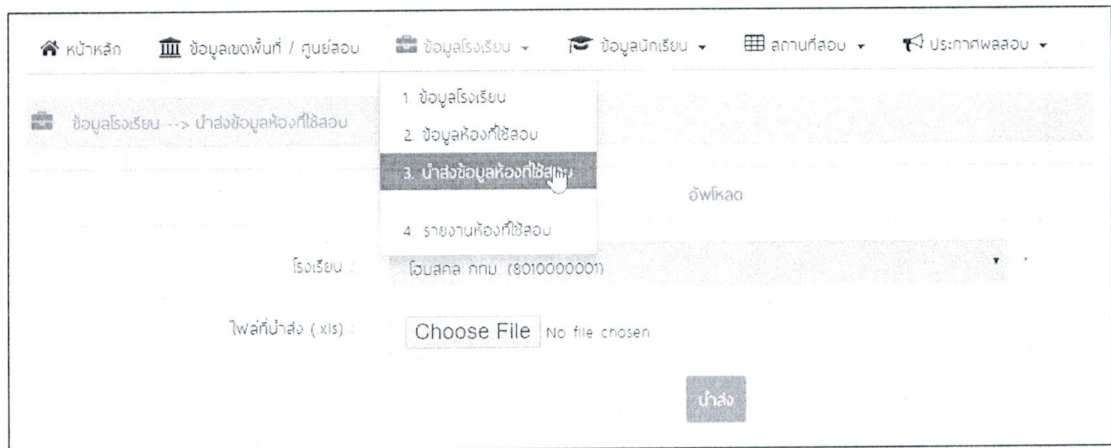 หน้าหลัก ข้อมูลเขตพื้นที่ / ศูนย์สอบ ข้อมูลโรงเรียน ข้อมูลนักเรียน สถานที่สอบ ประกาศผลสอบ
ข้อมูลโรงเรียน --> นำส่งข้อมูลห้องที่ใช้สอบ
1. ข้อมูลโรงเรียน
2. ข้อมูลห้องที่ใช้สอบ
3. นำส่งข้อมูลห้องที่ใช้สอบ
4. รายงานห้องที่ใช้สอบ
อัพโหลด
โรงเรียน : โฮมสคูล กทม. (8010000001)
ไฟล์ที่นำส่ง (.xls) : Choose File No file chosen
นำส่ง